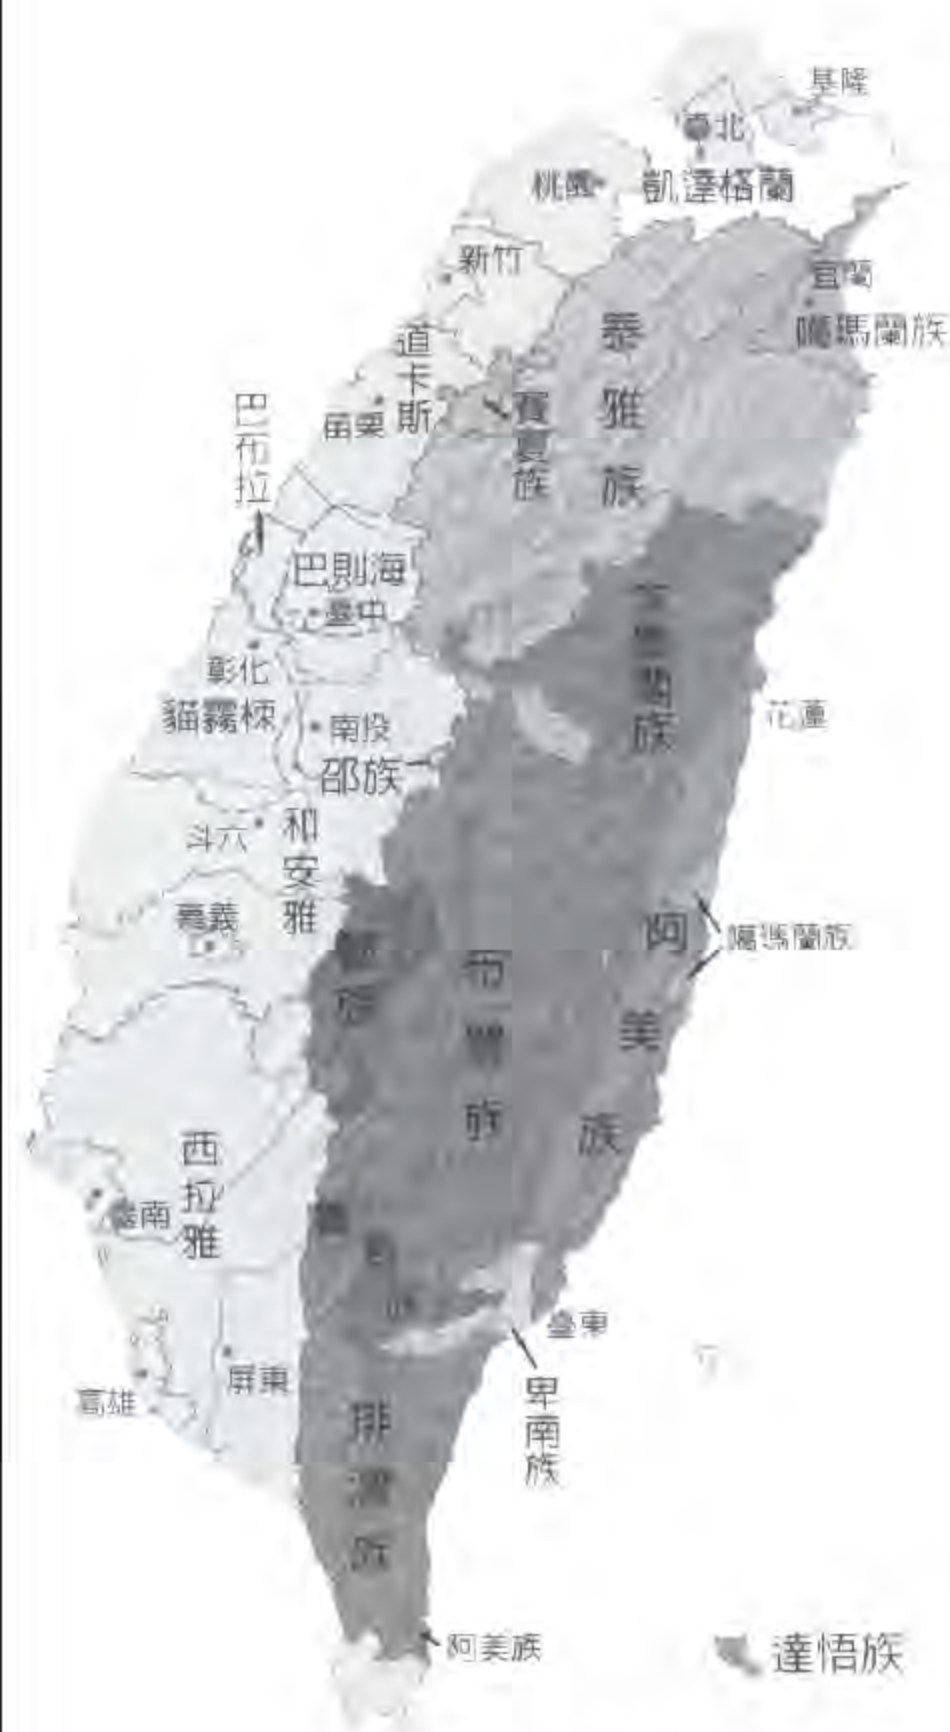 基隆
臺北
桃園
凱達格蘭
新竹
宜蘭
噶瑪蘭族
泰雅族
道卡斯
苗栗
賽夏族
巴布拉
巴則海
臺中
彰化
貓霧棟
南投
邵族
花蓮
斗六
和安雅
嘉義
族
布農族
阿美族
噶瑪蘭族
西拉雅
臺南
臺東
卑南族
屏東
高雄
排灣族
阿美族
達悟族